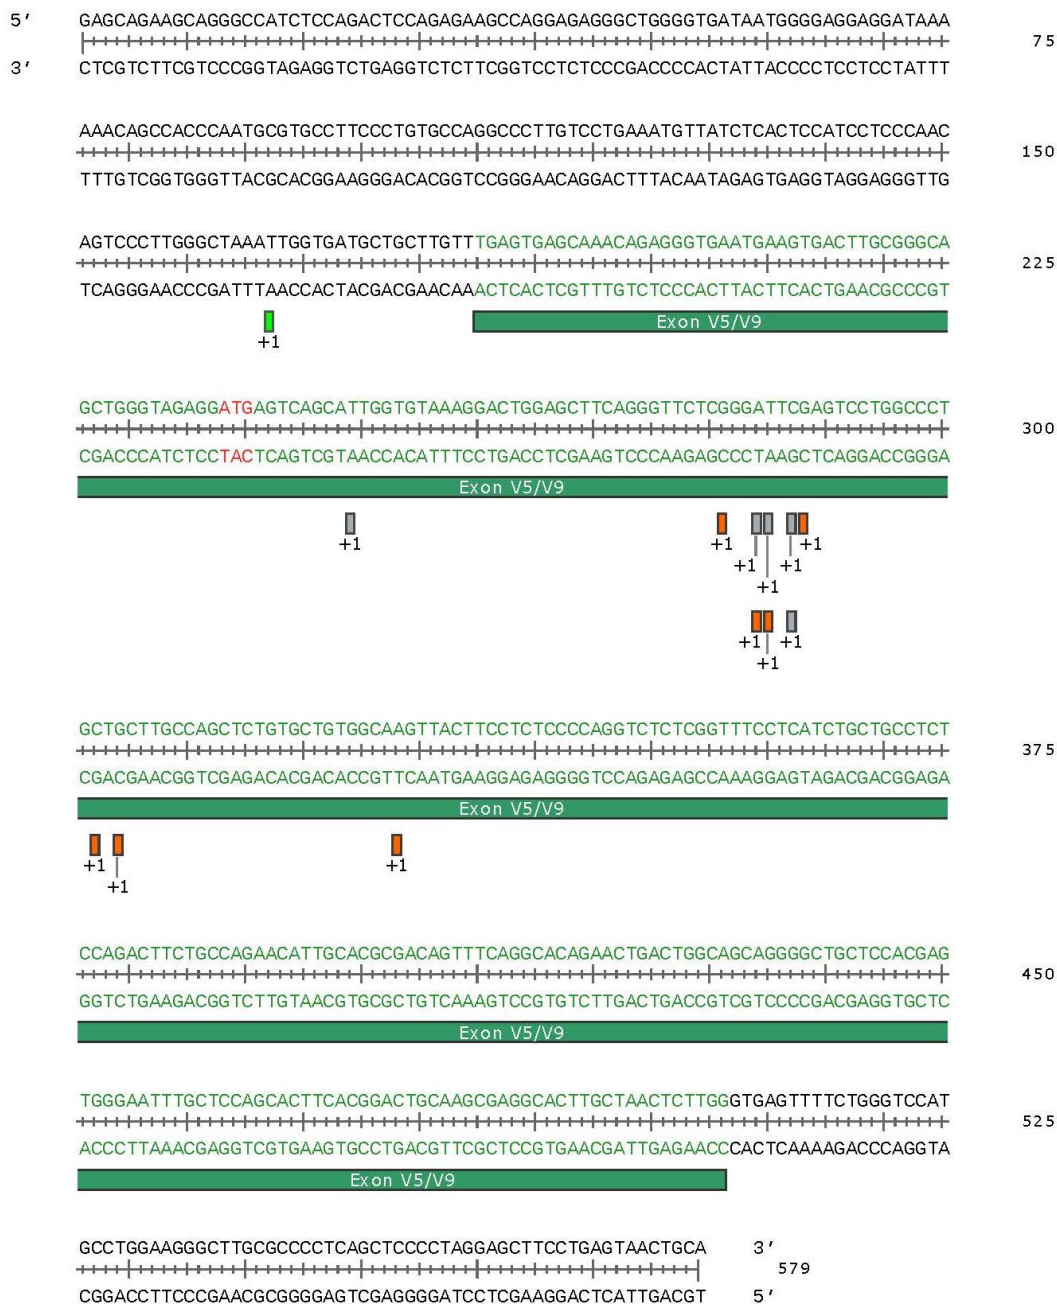 5′ GAGCAGAAGCAGGGCCATCTCCAGACTCCAGAGAAGCCAGGAGAGGGCTGGGGTGATAATGGGGAGGAGGATAAA
75
3′ CTCGTCTTCGTCCCGGTAGAGGTCTGAGGTCTCTTCGGTCCTCTCCCGACCCCACTATTACCCCTCCTCCTATTT
AAACAGCCACCCAATGCGTGCCTTCCCTGTGCCAGGCCCTTGTCCTGAAATGTTATCTCACTCCATCCTCCCAAC
150
TTTGTCGGTGGGTTACGCACGGAAGGGACACGGTCCGGGAACAGGACTTTACAATAGAGTGAGGTAGGAGGGTTG
AGTCCCTTGGGCTAAATTGGTGATGCTGCTTGTTTGAGTGAGCAAACAGAGGGTGAATGAAGTGACTTGCGGGCA
225
TCAGGGAACCCGATTTAACCACTACGACGAACAAACTCACTCGTTTGTCTCCCACTTACTTCACTGAACGCCCGT
Exon V5/V9
+1
GCTGGGTAGAGGATGAGTCAGCATTGGTGTAAAGGACTGGAGCTTCAGGGTTCTCGGGATTCGAGTCCTGGCCCT
300
CGACCCATCTCCTACTCAGTCGTAACCACATTTCCTGACCTCGAAGTCCCAAGAGCCCTAAGCTCAGGACCGGGA
Exon V5/V9
+1 +1 +1
+1 +1
+1
+1 +1
+1
GCTGCTTGCCAGCTCTGTGCTGTGGCAAGTTACTTCCTCTCCCCAGGTCTCTCGGTTTCCTCATCTGCTGCCTCT
375
CGACGAACGGTCGAGACACGACACCGTTCAATGAAGGAGAGGGGTCCAGAGAGCCAAAGGAGTAGACGACGGAGA
Exon V5/V9
+1 +1
+1
CCAGACTTCTGCCAGAACATTGCACGCGACAGTTTCAGGCACAGAACTGACTGGCAGCAGGGGCTGCTCCACGAG
450
GGTCTGAAGACGGTCTTGTAACGTGCGCTGTCAAAGTCCGTGTCTTGACTGACCGTCGTCCCCGACGAGGTGCTC
Exon V5/V9
TGGGAATTTGCTCCAGCACTTCACGGACTGCAAGCGAGGCACTTGCTAACTCTTGGGTGAGTTTTCTGGGTCCAT
525
ACCCTTAAACGAGGTCGTGAAGTGCCTGACGTTCGCTCCGTGAACGATTGAGAACCCACTCAAAAGACCCAGGTA
Exon V5/V9
GCCTGGAAGGGCTTGCGCCCCTCAGCTCCCCTAGGAGCTTCCTGAGTAACTGCA 3′
579
CGGACCTTCCCGAACGCGGGGAGTCGAGGGGATCCTCGAAGGACTCATTGACGT 5′